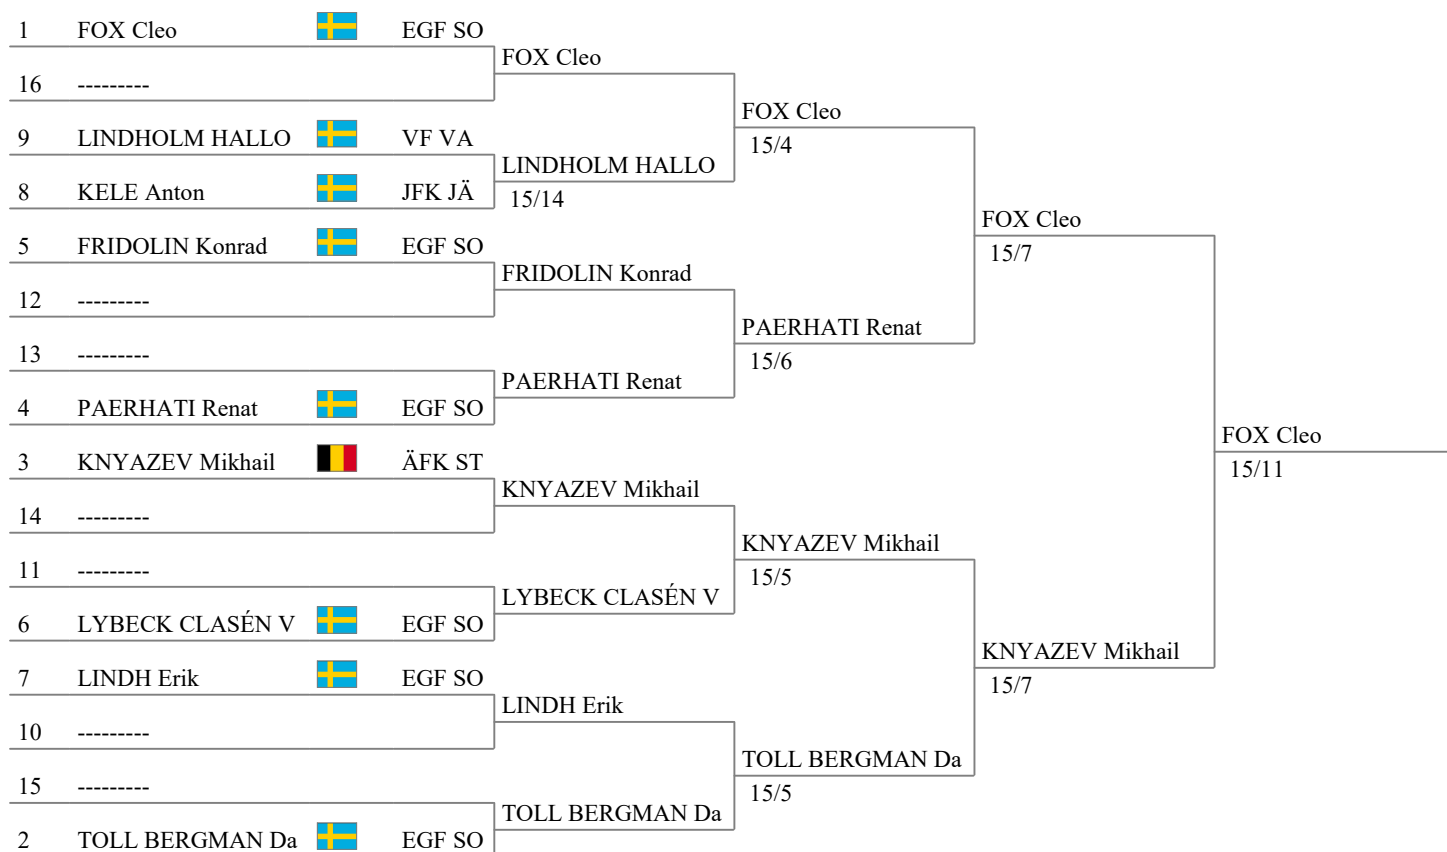 1 FOX Cleo EGF SO
FOX Cleo
16 ---------
FOX Cleo
15/4
9 LINDHOLM HALLO VF VA
LINDHOLM HALLO
15/14
8 KELE Anton JFK JÄ
FOX Cleo
15/7
5 FRIDOLIN Konrad EGF SO
FRIDOLIN Konrad
12 ---------
PAERHATI Renat
15/6
13 ---------
PAERHATI Renat
4 PAERHATI Renat EGF SO
FOX Cleo
15/11
3 KNYAZEV Mikhail ÄFK ST
KNYAZEV Mikhail
14 ---------
KNYAZEV Mikhail
15/5
11 ---------
LYBECK CLASÉN V
6 LYBECK CLASÉN V EGF SO
KNYAZEV Mikhail
15/7
7 LINDH Erik EGF SO
LINDH Erik
10 ---------
TOLL BERGMAN Da
15/5
15 ---------
TOLL BERGMAN Da
2 TOLL BERGMAN Da EGF SO